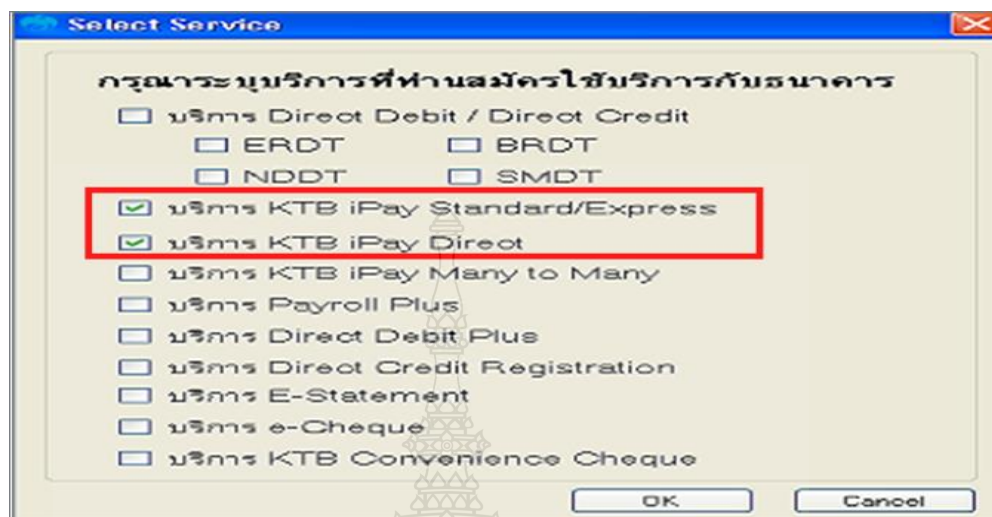 Select Service
กรุณาระบุบริการที่ท่านสมัครใช้บริการกับธนาคาร
บริการ Direct Debit / Direct Credit
ERDT BRDT
NDDT SMDT
บริการ KTB iPay Standard/Express
บริการ KTB iPay Direct
บริการ KTB iPay Many to Many
บริการ Payroll Plus
บริการ Direct Debit Plus
บริการ Direct Credit Registration
บริการ E-Statement
บริการ e-Cheque
บริการ KTB Convenience Cheque
OK Cancel